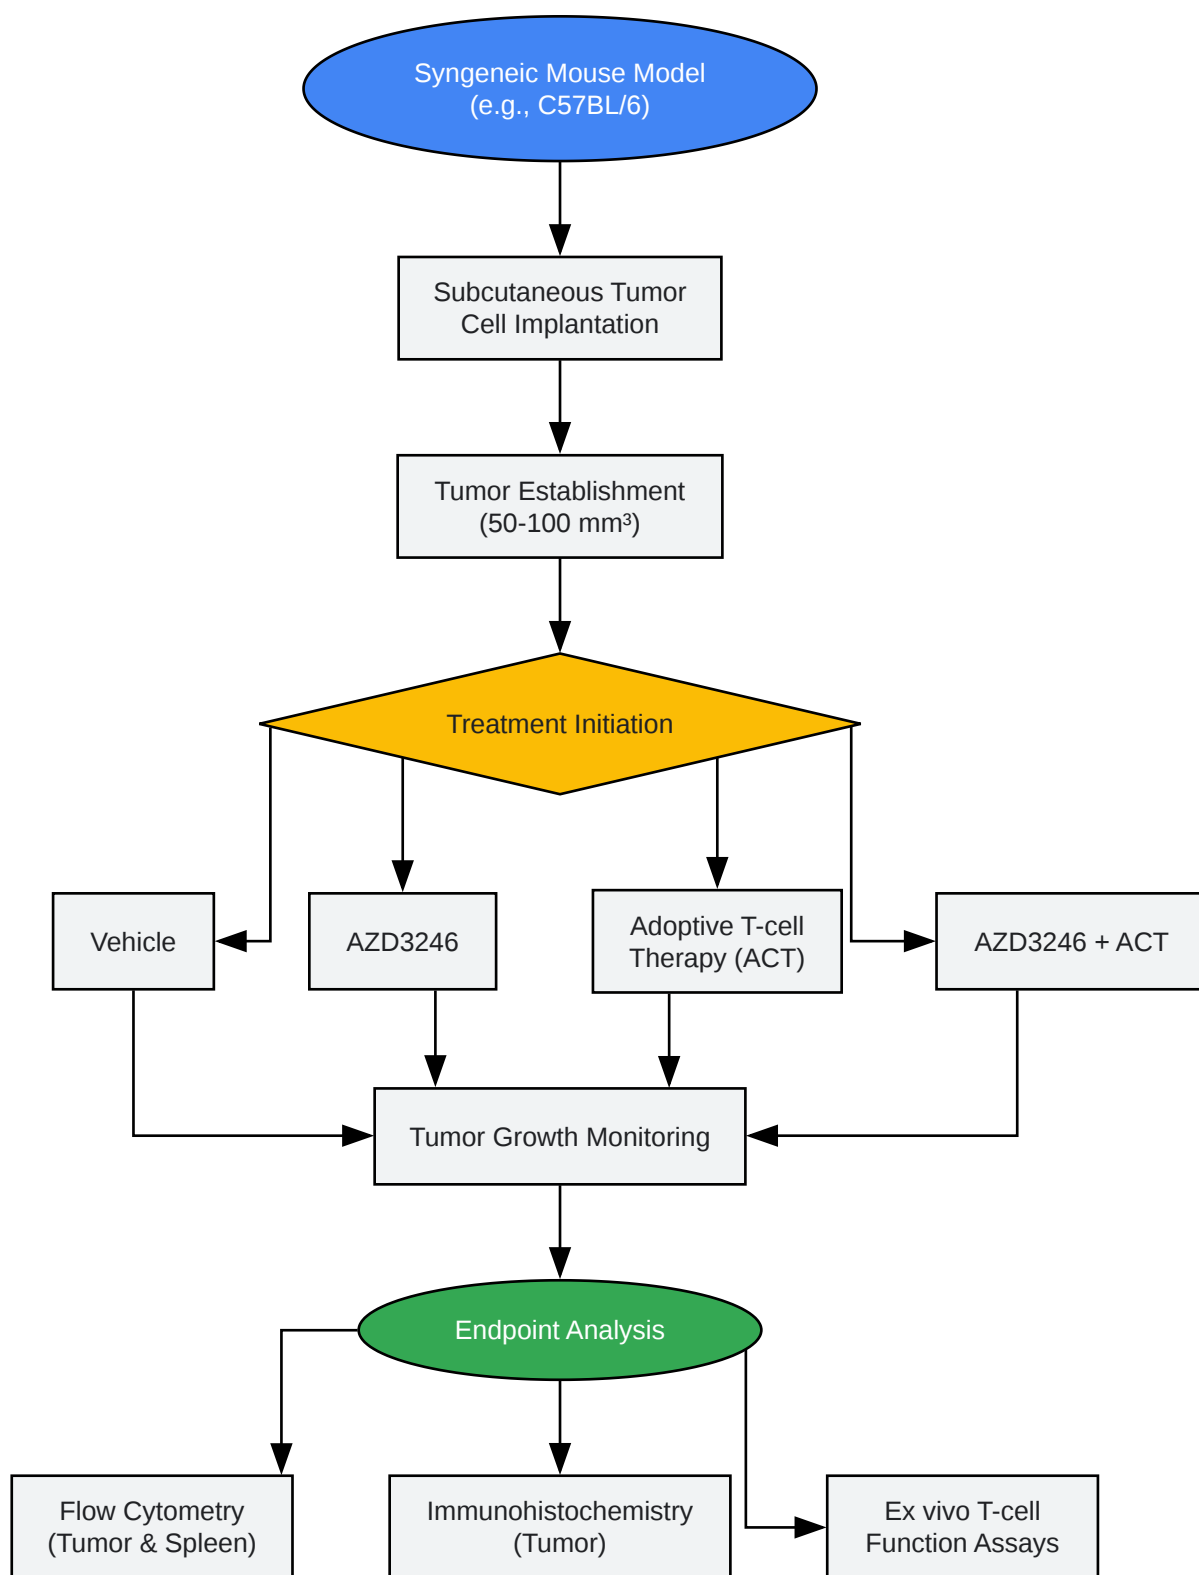 Syngeneic Mouse Model
(e.g., C57BL/6)
Subcutaneous Tumor
Cell Implantation
Tumor Establishment
(50-100 mm³)
Treatment Initiation
Vehicle
AZD3246
Adoptive T-cell
Therapy (ACT)
AZD3246 + ACT
Tumor Growth Monitoring
Endpoint Analysis
Flow Cytometry
(Tumor & Spleen)
Immunohistochemistry
(Tumor)
Ex vivo T-cell
Function Assays